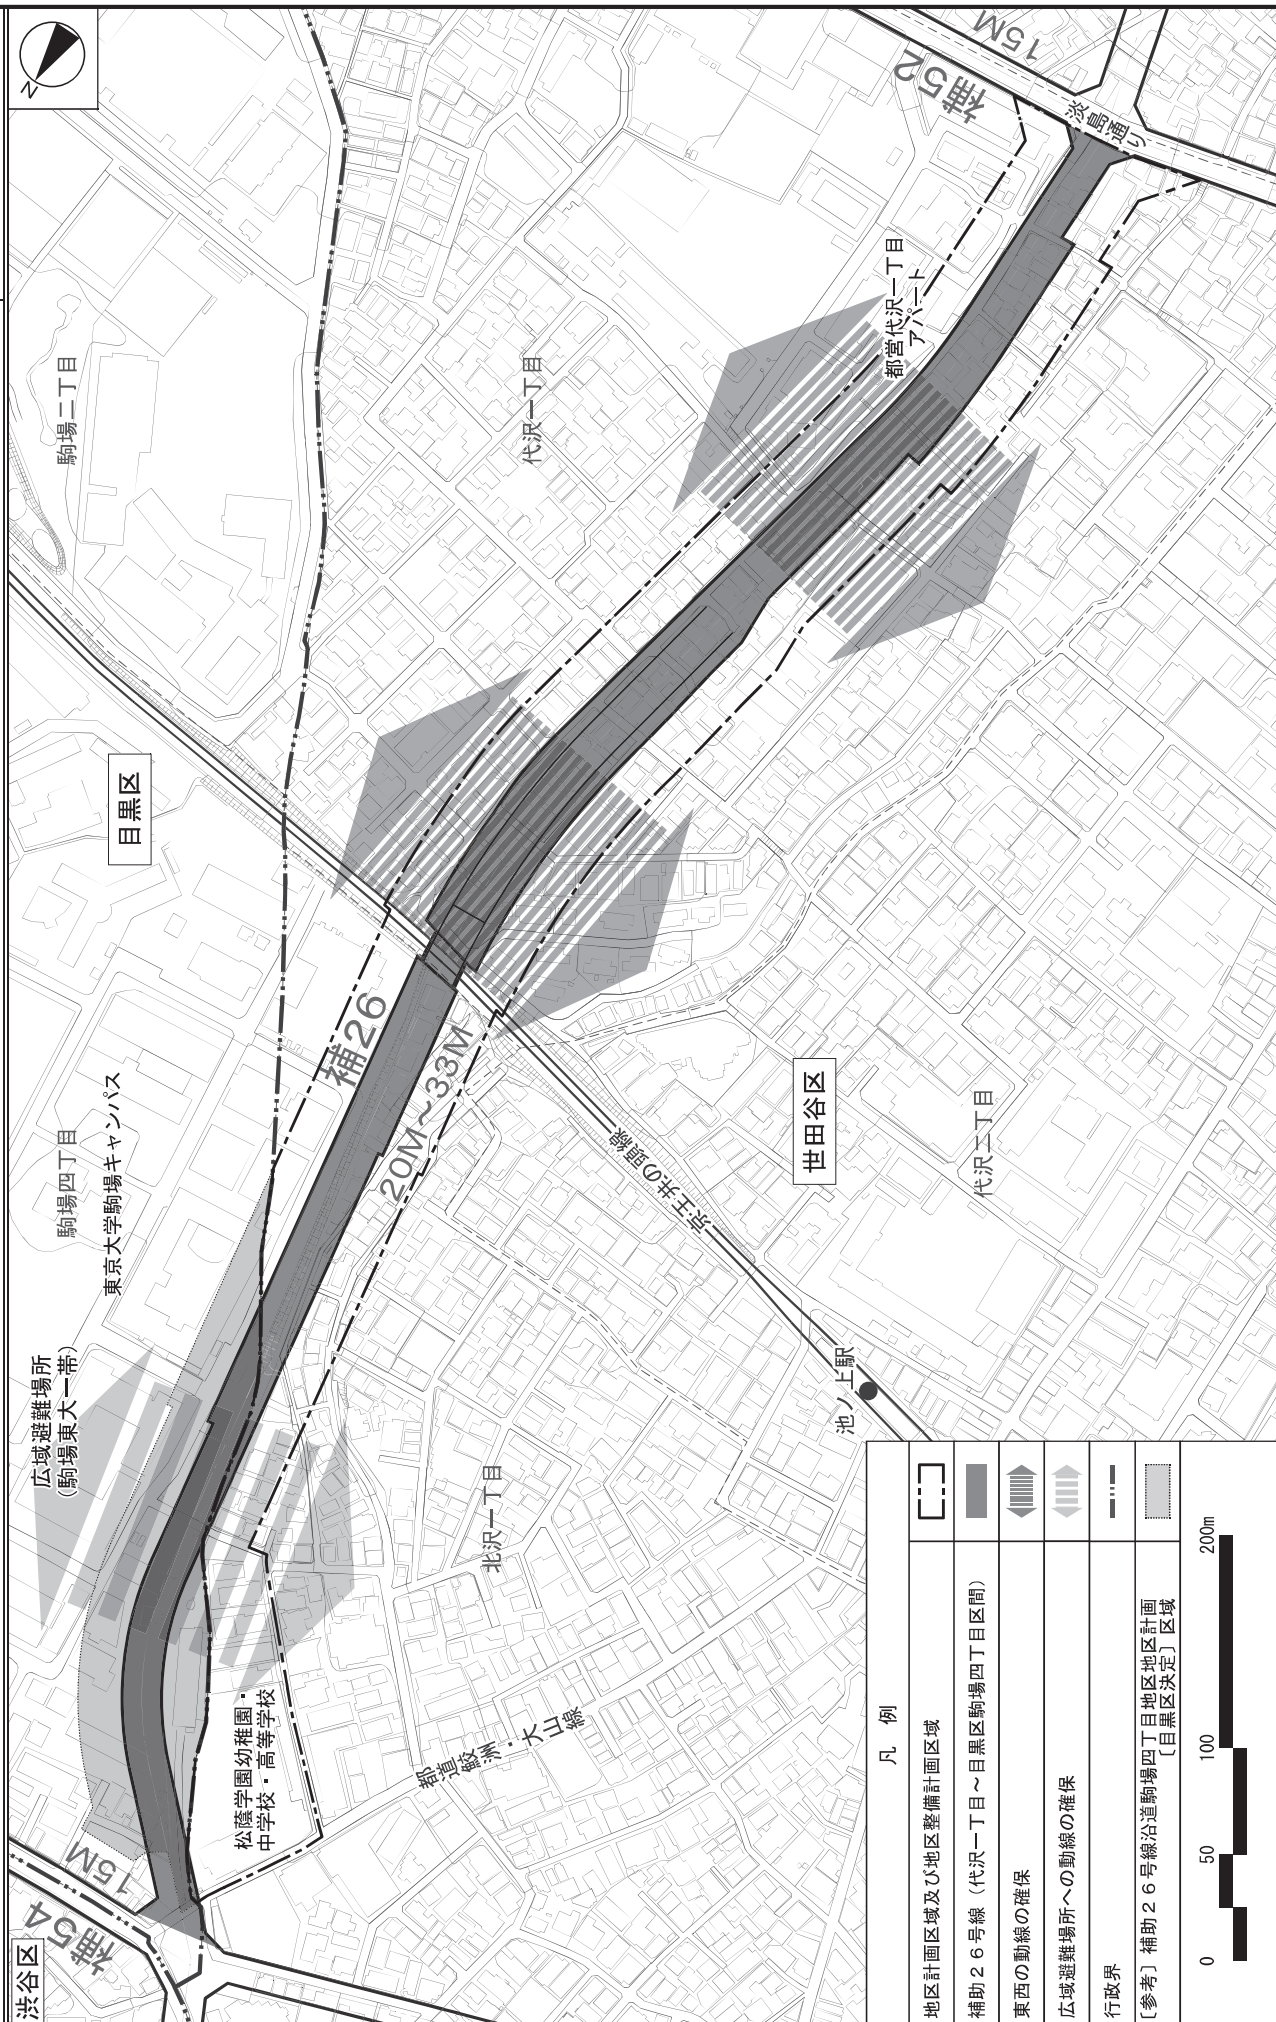 N
渋谷区
補54
15M
広域避難場所
(駒場東大一帯)
駒場四丁目
東京大学駒場キャンパス
目黒区
駒場二丁目
代沢一丁目
補26
20M～33M
松蔭学園幼稚園・
中学校・高等学校
北沢一丁目
都道鮫洲・大山線
京王井の頭線
池ノ上駅
世田谷区
代沢二丁目
都営代沢一丁目
アパート
補52
15M
淡島通り
凡例
地区計画区域及び地区整備計画区域
補助２６号線（代沢一丁目～目黒区駒場四丁目区間）
東西の動線の確保
広域避難場所への動線の確保
行政界
［参考］補助２６号線沿道駒場四丁目地区地区計画
［目黒区決定］区域
0 50 100 200m